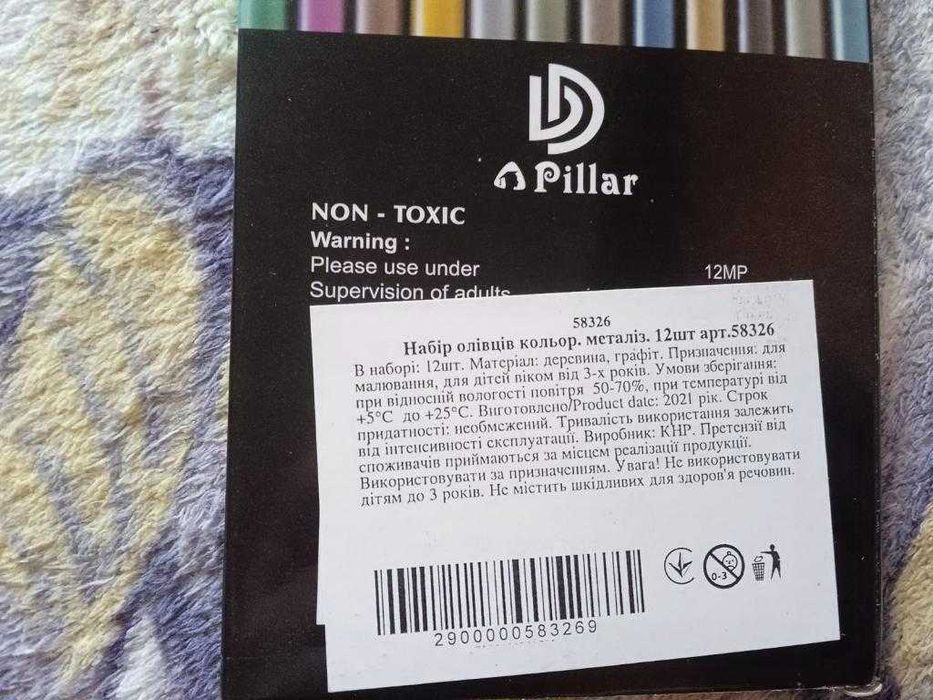 A Pillar
NON - TOXIC
Warning :
Please use under
Supervision of adults
12MP
58326
Набір олівців кольор. металіз. 12шт арт.58326
В наборі: 12шт. Матеріал: деревина, графіт. Призначення: для
малювання, для дітей віком від 3-х років. Умови зберігання:
при відносній вологості повітря 50-70%, при температурі від
+5°С до +25°С. Виготовлено/Product date: 2021 рік. Строк
придатності: необмежений. Тривалість використання залежить
від інтенсивності експлуатації. Виробник: КНР. Претензії від
споживачів приймаються за місцем реалізації продукції.
Використовувати за призначенням. Увага! Не використовувати
дітям до 3 років. Не містить шкідливих для здоров'я речовин.
0-3
2900000583269